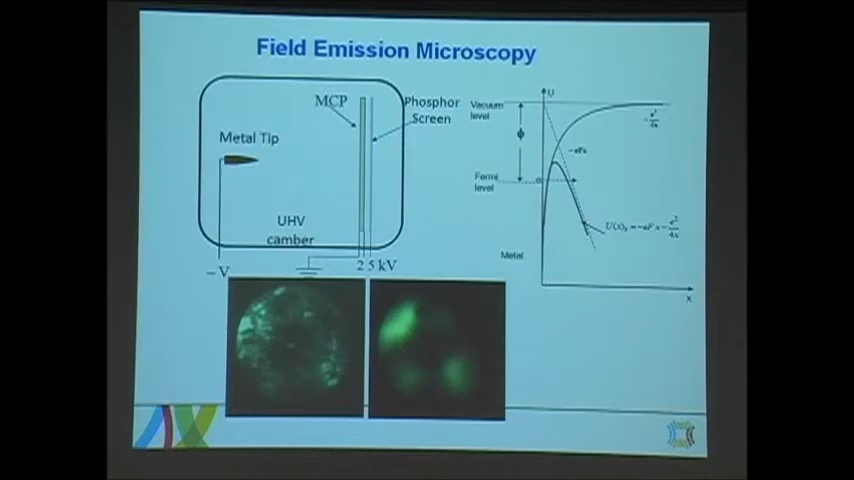 Field Emission Microscopy
MCP
Phosphor
Screen
Metal Tip
UHV
camber
– V
2 5 kV
Vacuum
level
Fermi
level
Metal
U
ϕ
–eFx
x